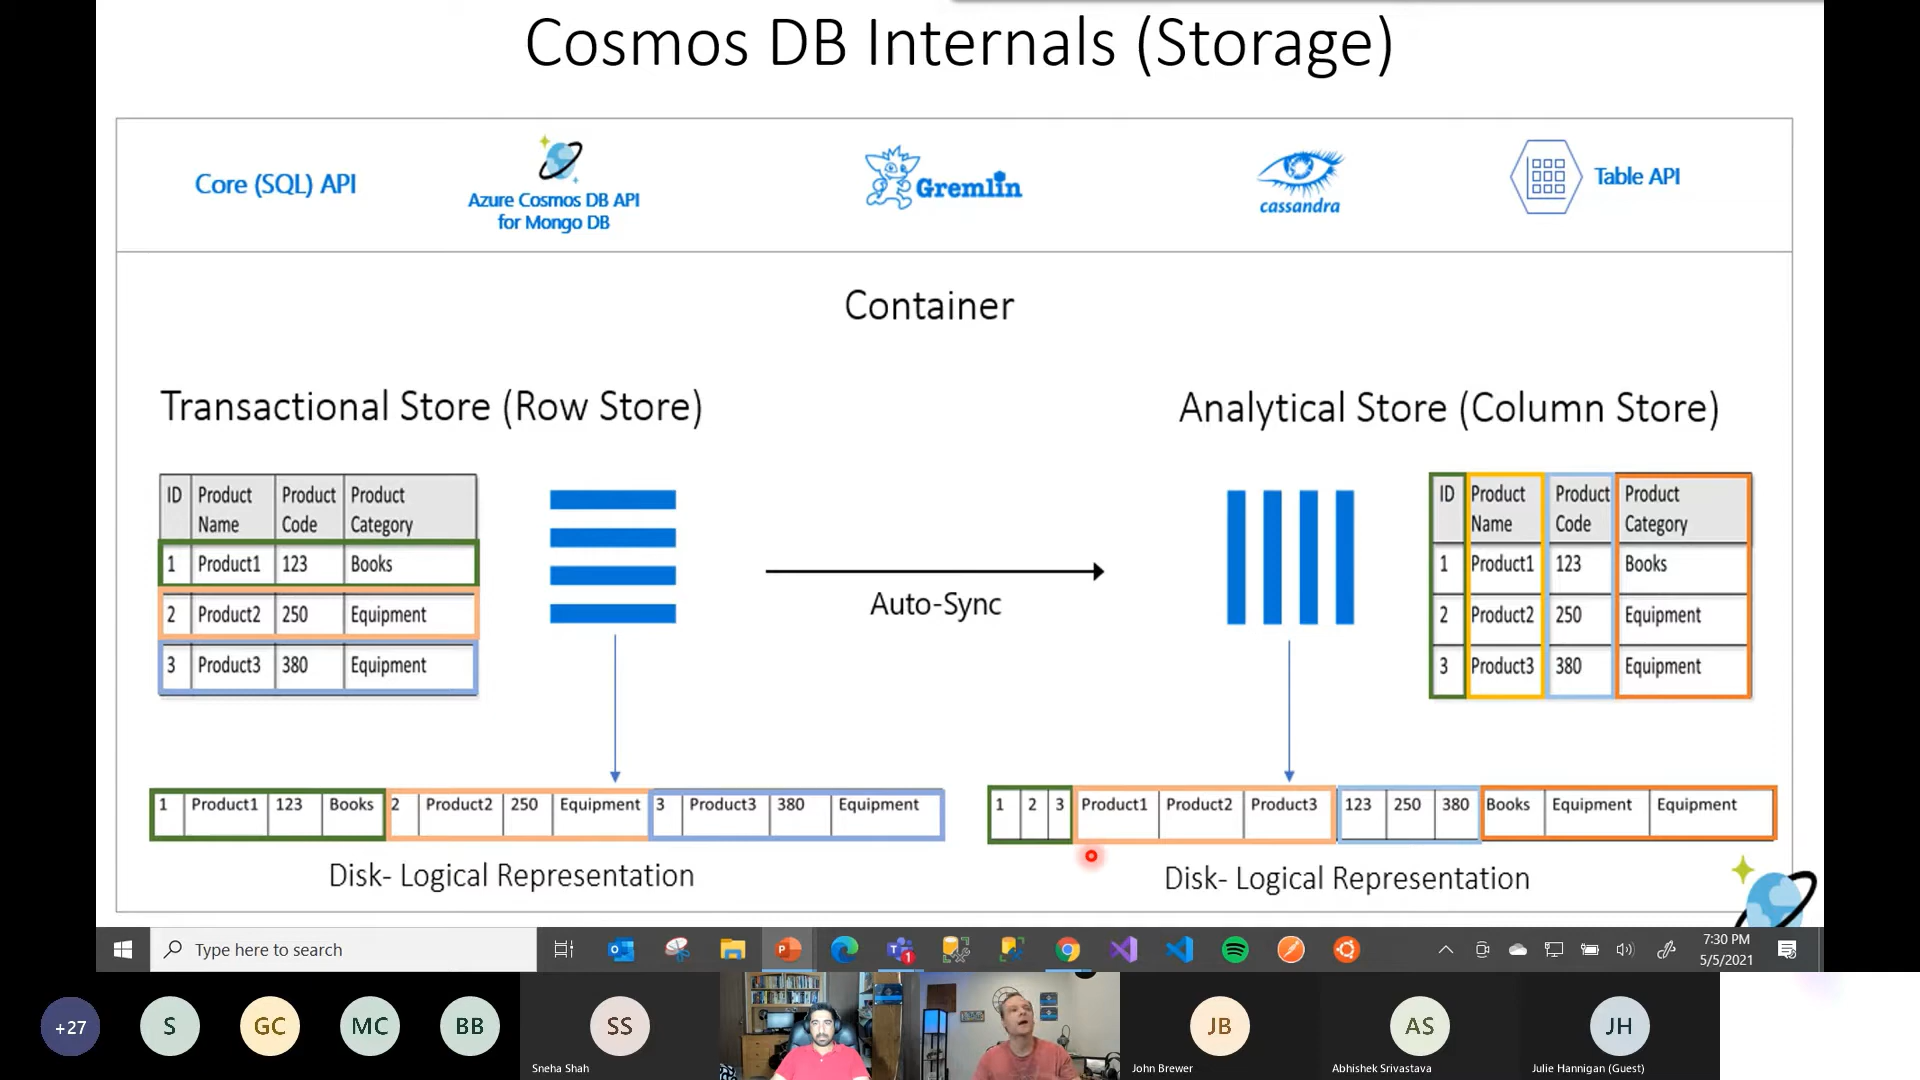 Cosmos DB Internals (Storage)
Core (SQL) API
Azure Cosmos DB API
for Mongo DB
Gremlin
cassandra
Table API
Container
Transactional Store (Row Store)
Analytical Store (Column Store)
ID Product Name Product Code Product Category
1 Product1 123 Books
2 Product2 250 Equipment
3 Product3 380 Equipment
Auto-Sync
ID Product Name Product Code Product Category
1 Product1 123 Books
2 Product2 250 Equipment
3 Product3 380 Equipment
1 Product1 123 Books 2 Product2 250 Equipment 3 Product3 380 Equipment
1 2 3 Product1 Product2 Product3 123 250 380 Books Equipment Equipment
Disk- Logical Representation
Disk- Logical Representation
Type here to search
1
7:30 PM
5/5/2021
+27
S
GC
MC
BB
SS
Sneha Shah
JB
John Brewer
AS
Abhishek Srivastava
JH
Julie Hannigan (Guest)